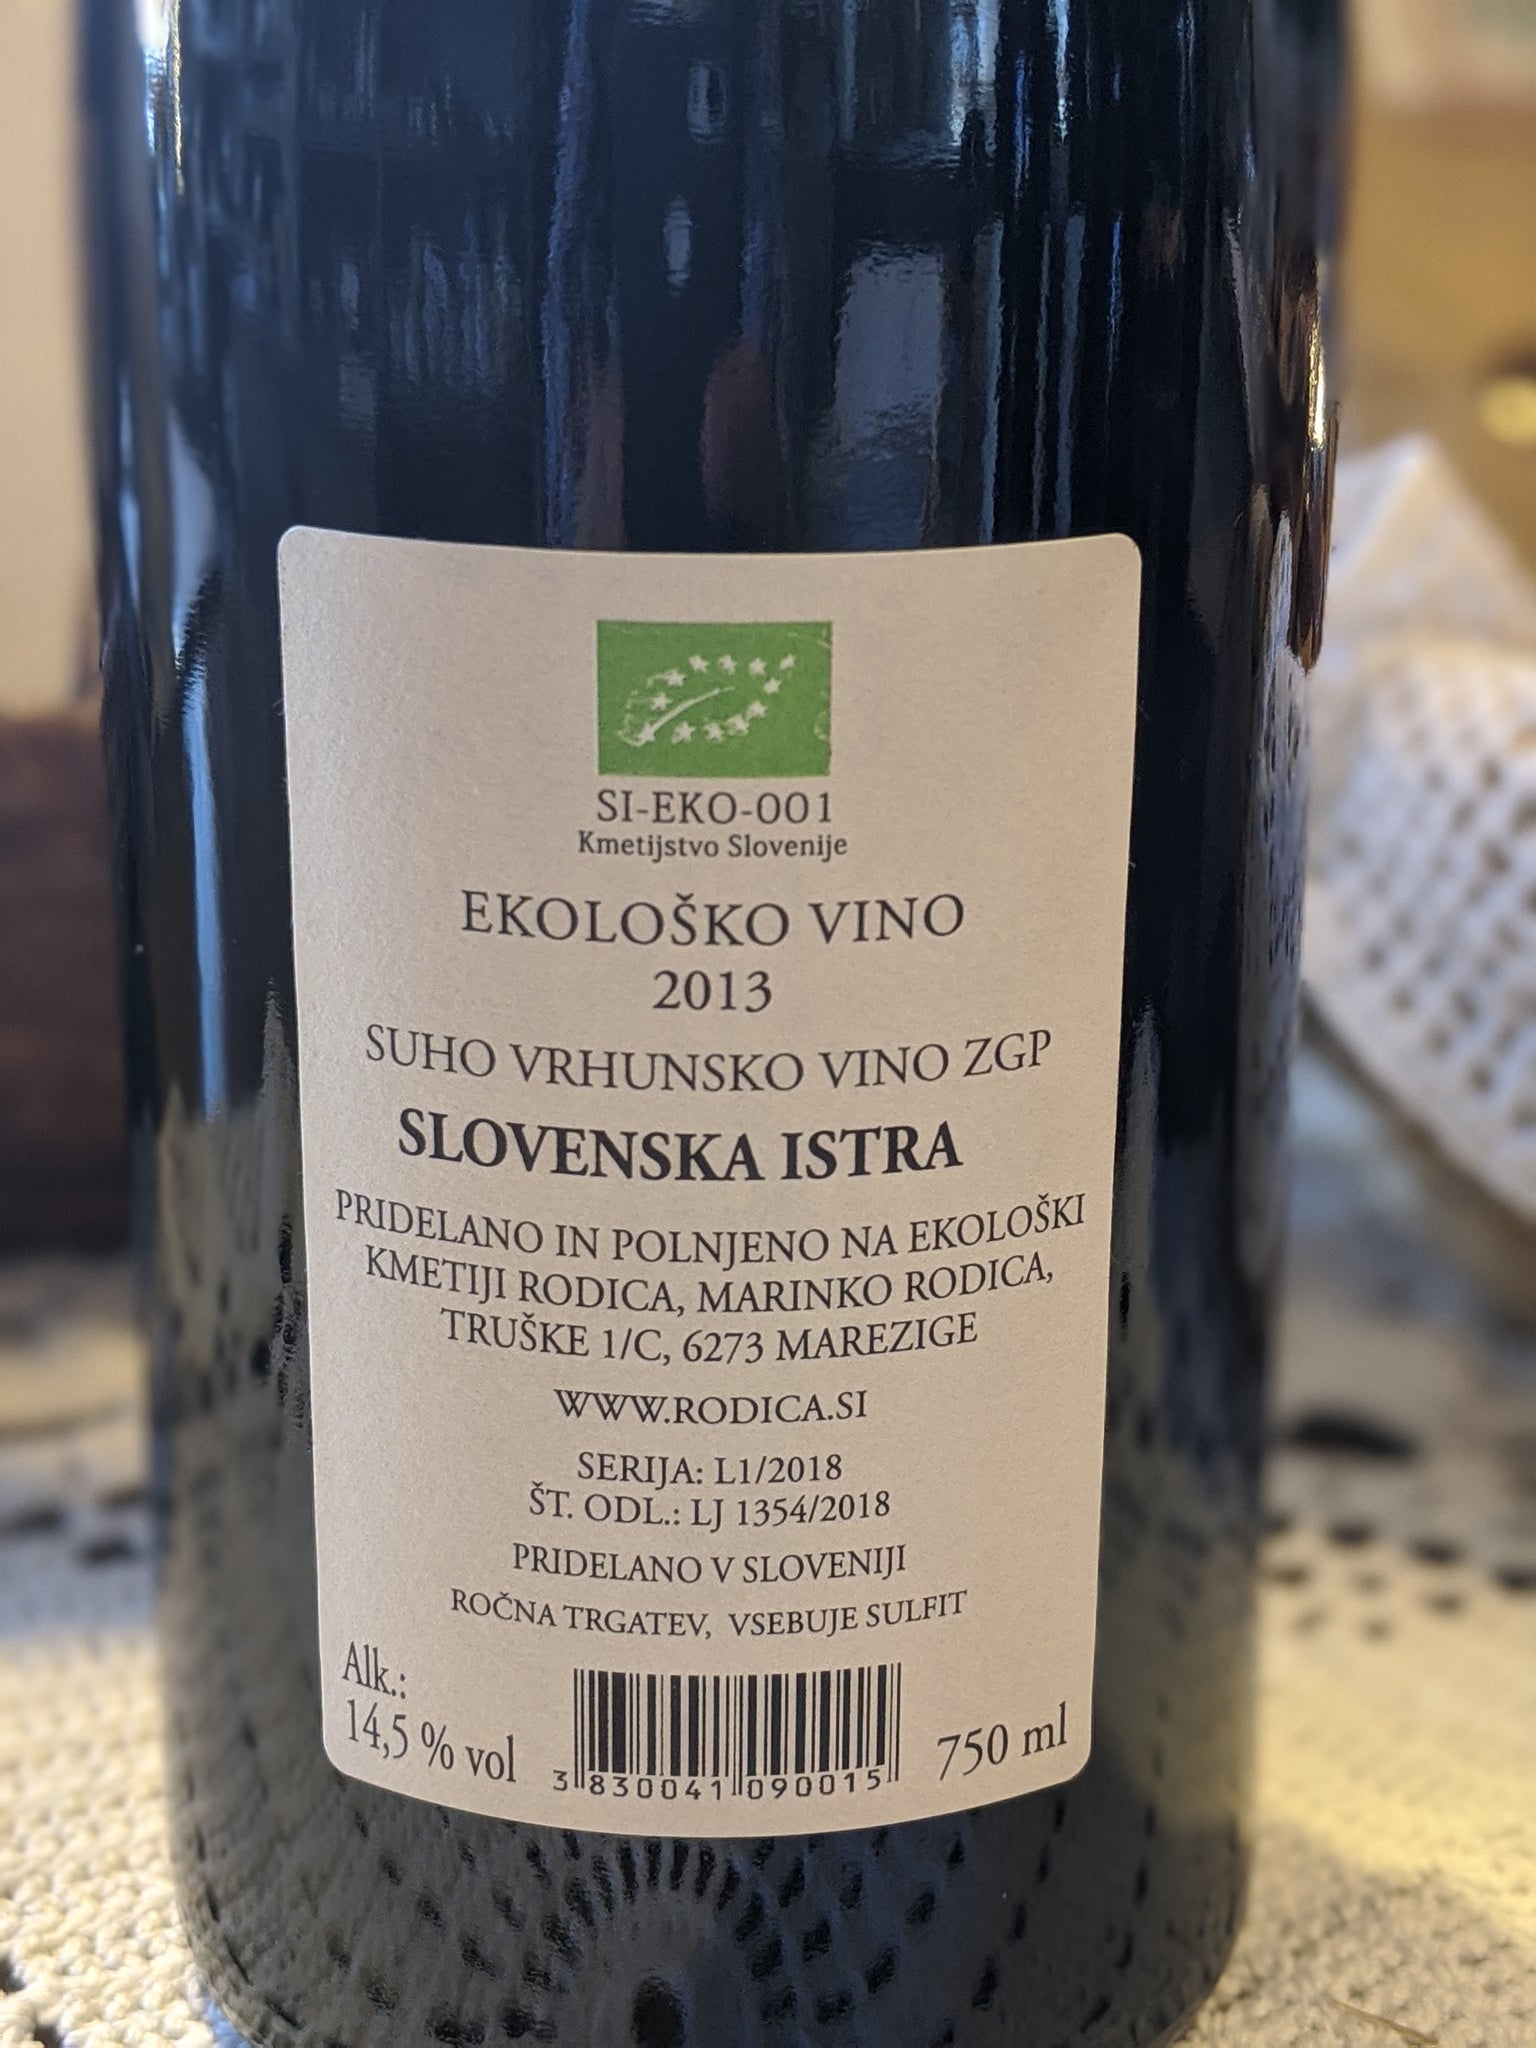 SI-EKO-001
Kmetijstvo Slovenije
EKOLOŠKO VINO
2013
SUHO VRHUNSKO VINO ZGP
SLOVENSKA ISTRA
PRIDELANO IN POLNJENO NA EKOLOŠKI
KMETIJI RODICA, MARINKO RODICA,
TRUŠKE 1/C, 6273 MAREZIGE
WWW.RODICA.SI
SERIJA: L1/2018
ŠT. ODL.: LJ 1354/2018
PRIDELANO V SLOVENIJI
ROČNA TRGATEV, VSEBUJE SULFIT
Alk.:
14,5 % vol
3 830041 090015
750 ml